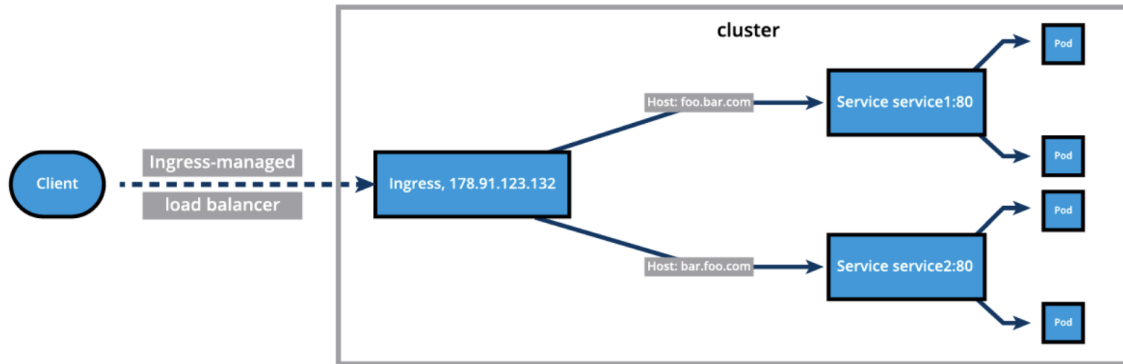 cluster
Client
Ingress-managed
load balancer
Ingress, 178.91.123.132
Host: foo.bar.com
Service service1:80
Pod
Pod
Host: bar.foo.com
Service service2:80
Pod
Pod